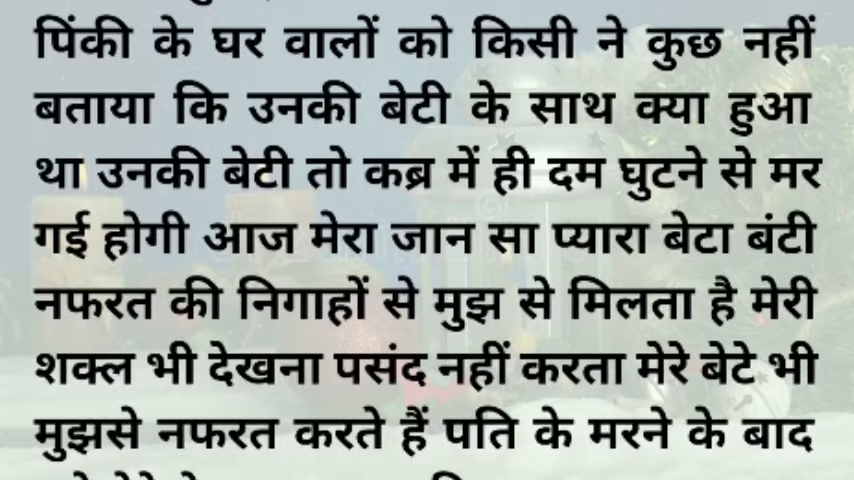 पिंकी के घर वालों को किसी ने कुछ नहीं
बताया कि उनकी बेटी के साथ क्या हुआ
था उनकी बेटी तो कब्र में ही दम घुटने से मर
गई होगी आज मेरा जान सा प्यारा बेटा बंटी
नफरत की निगाहों से मुझ से मिलता है मेरी
शक्ल भी देखना पसंद नहीं करता मेरे बेटे भी
मुझसे नफरत करते हैं पति के मरने के बाद